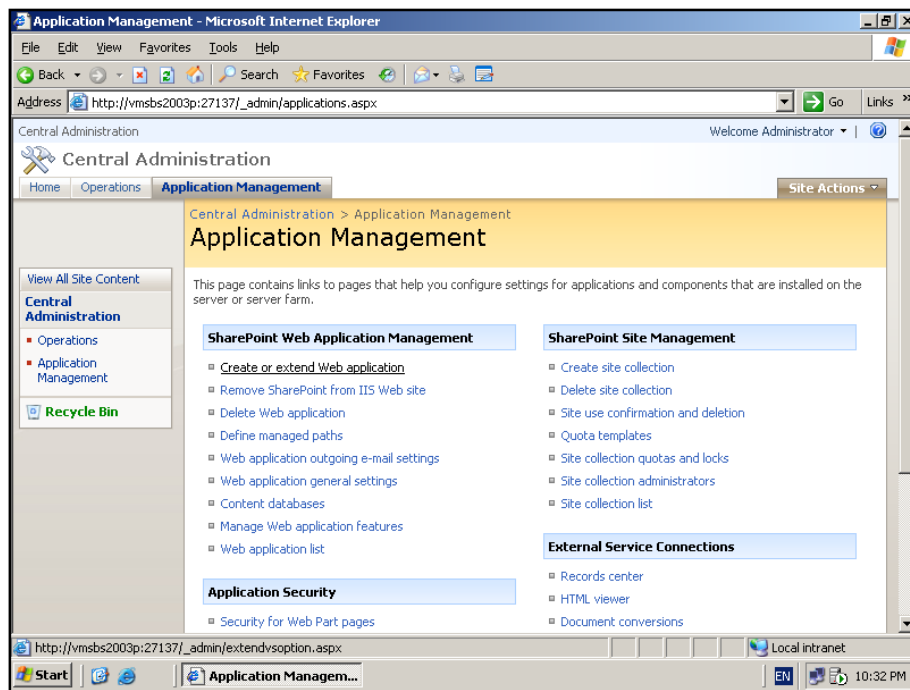 Application Management - Microsoft Internet Explorer
File Edit View Favorites Tools Help
Back Search Favorites
Address http://vmsbs2003p:27137/_admin/applications.aspx Go Links »
Central Administration Welcome Administrator
Central Administration
Home Operations Application Management Site Actions
Central Administration > Application Management
Application Management
View All Site Content
Central Administration
Operations
Application Management
Recycle Bin
This page contains links to pages that help you configure settings for applications and components that are installed on the
server or server farm.
SharePoint Web Application Management
Create or extend Web application
Remove SharePoint from IIS Web site
Delete Web application
Define managed paths
Web application outgoing e-mail settings
Web application general settings
Content databases
Manage Web application features
Web application list
Application Security
Security for Web Part pages
SharePoint Site Management
Create site collection
Delete site collection
Site use confirmation and deletion
Quota templates
Site collection quotas and locks
Site collection administrators
Site collection list
External Service Connections
Records center
HTML viewer
Document conversions
http://vmsbs2003p:27137/_admin/extendvsoption.aspx Local intranet
Start Application Managem... EN 10:32 PM